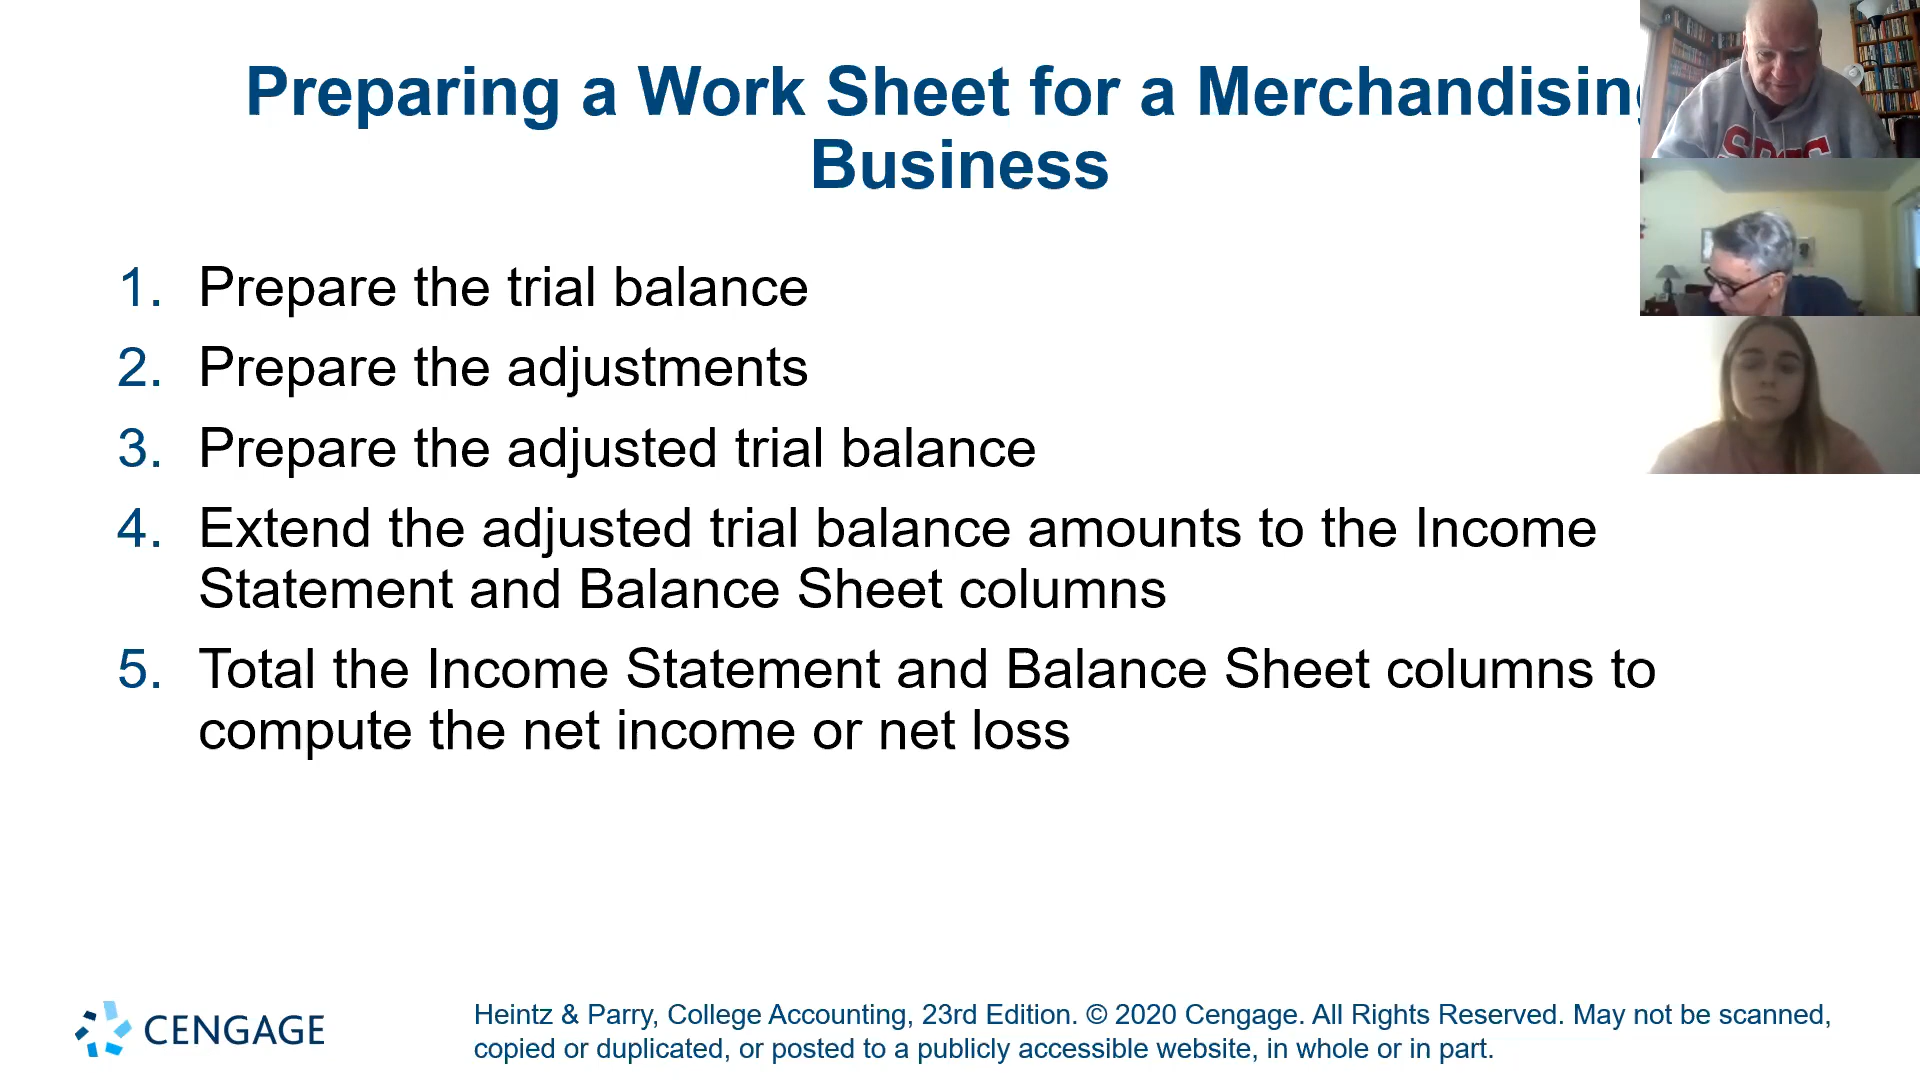 Preparing a Work Sheet for a Merchandising
Business
1. Prepare the trial balance
2. Prepare the adjustments
3. Prepare the adjusted trial balance
4. Extend the adjusted trial balance amounts to the Income
Statement and Balance Sheet columns
5. Total the Income Statement and Balance Sheet columns to
compute the net income or net loss
CENGAGE
Heintz & Parry, College Accounting, 23rd Edition. © 2020 Cengage. All Rights Reserved. May not be scanned,
copied or duplicated, or posted to a publicly accessible website, in whole or in part.